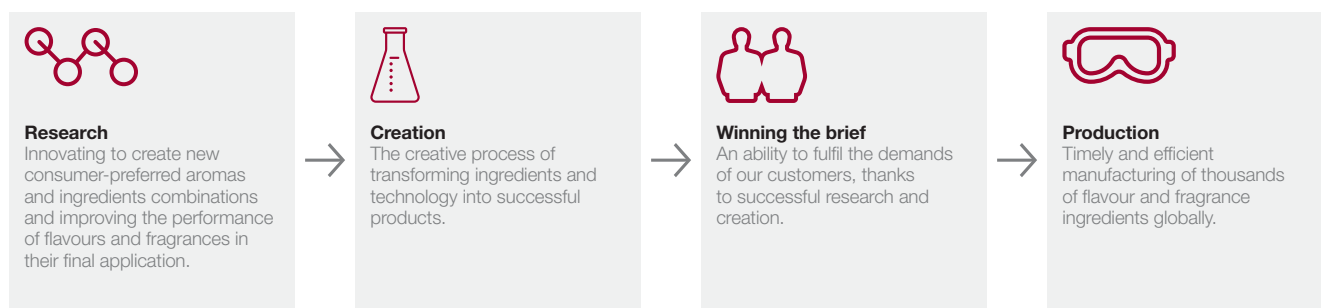 Research
Innovating to create new
consumer-preferred aromas
and ingredients combinations
and improving the performance
of flavours and fragrances in
their final application.
Creation
The creative process of
transforming ingredients and
technology into successful
products.
Winning the brief
An ability to fulfil the demands
of our customers, thanks
to successful research and
creation.
Production
Timely and efficient
manufacturing of thousands
of flavour and fragrance
ingredients globally.